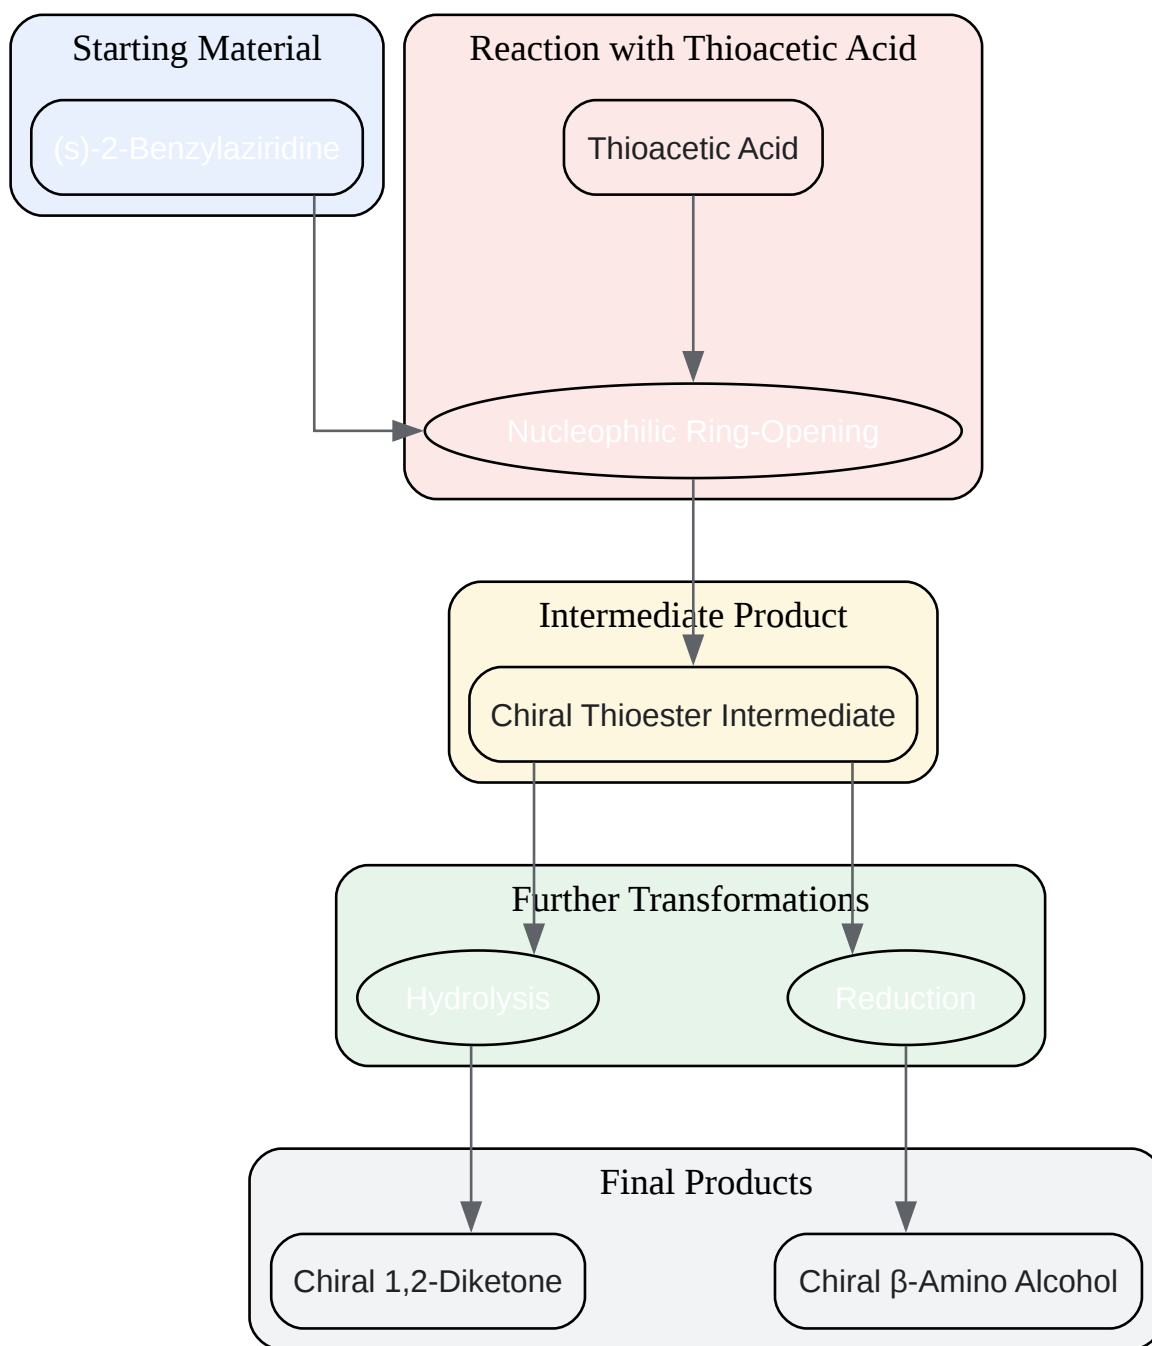 Starting Material
Reaction with Thioacetic Acid
(s)-2-Benzylaziridine
Thioacetic Acid
Nucleophilic Ring-Opening
Intermediate Product
Chiral Thioester Intermediate
Further Transformations
Hydrolysis
Reduction
Final Products
Chiral 1,2-Diketone
Chiral β-Amino Alcohol